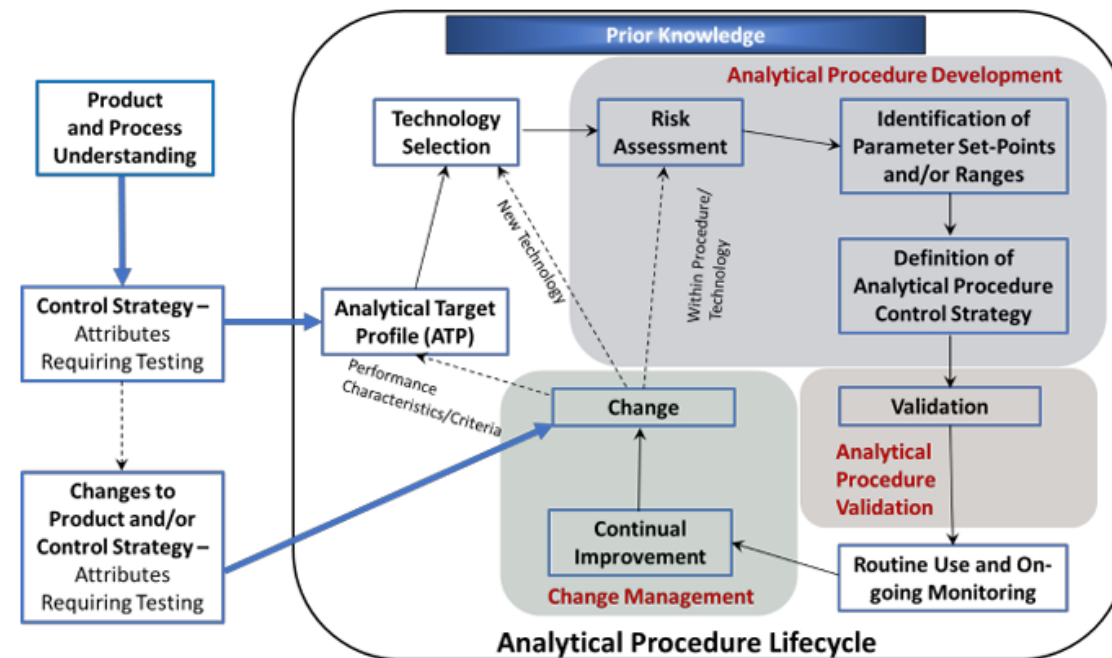 Prior Knowledge
Analytical Procedure Development
Product
and Process
Understanding
Technology
Selection
Risk
Assessment
Identification of
Parameter Set-Points
and/or Ranges
New Technology
Within Procedure/
Technology
Control Strategy –
Attributes
Requiring Testing
Analytical Target
Profile (ATP)
Definition of
Analytical Procedure
Control Strategy
Performance
Characteristics/Criteria
Change
Validation
Analytical
Procedure
Validation
Changes to
Product and/or
Control Strategy –
Attributes
Requiring Testing
Continual
Improvement
Change Management
Routine Use and On-
going Monitoring
Analytical Procedure Lifecycle